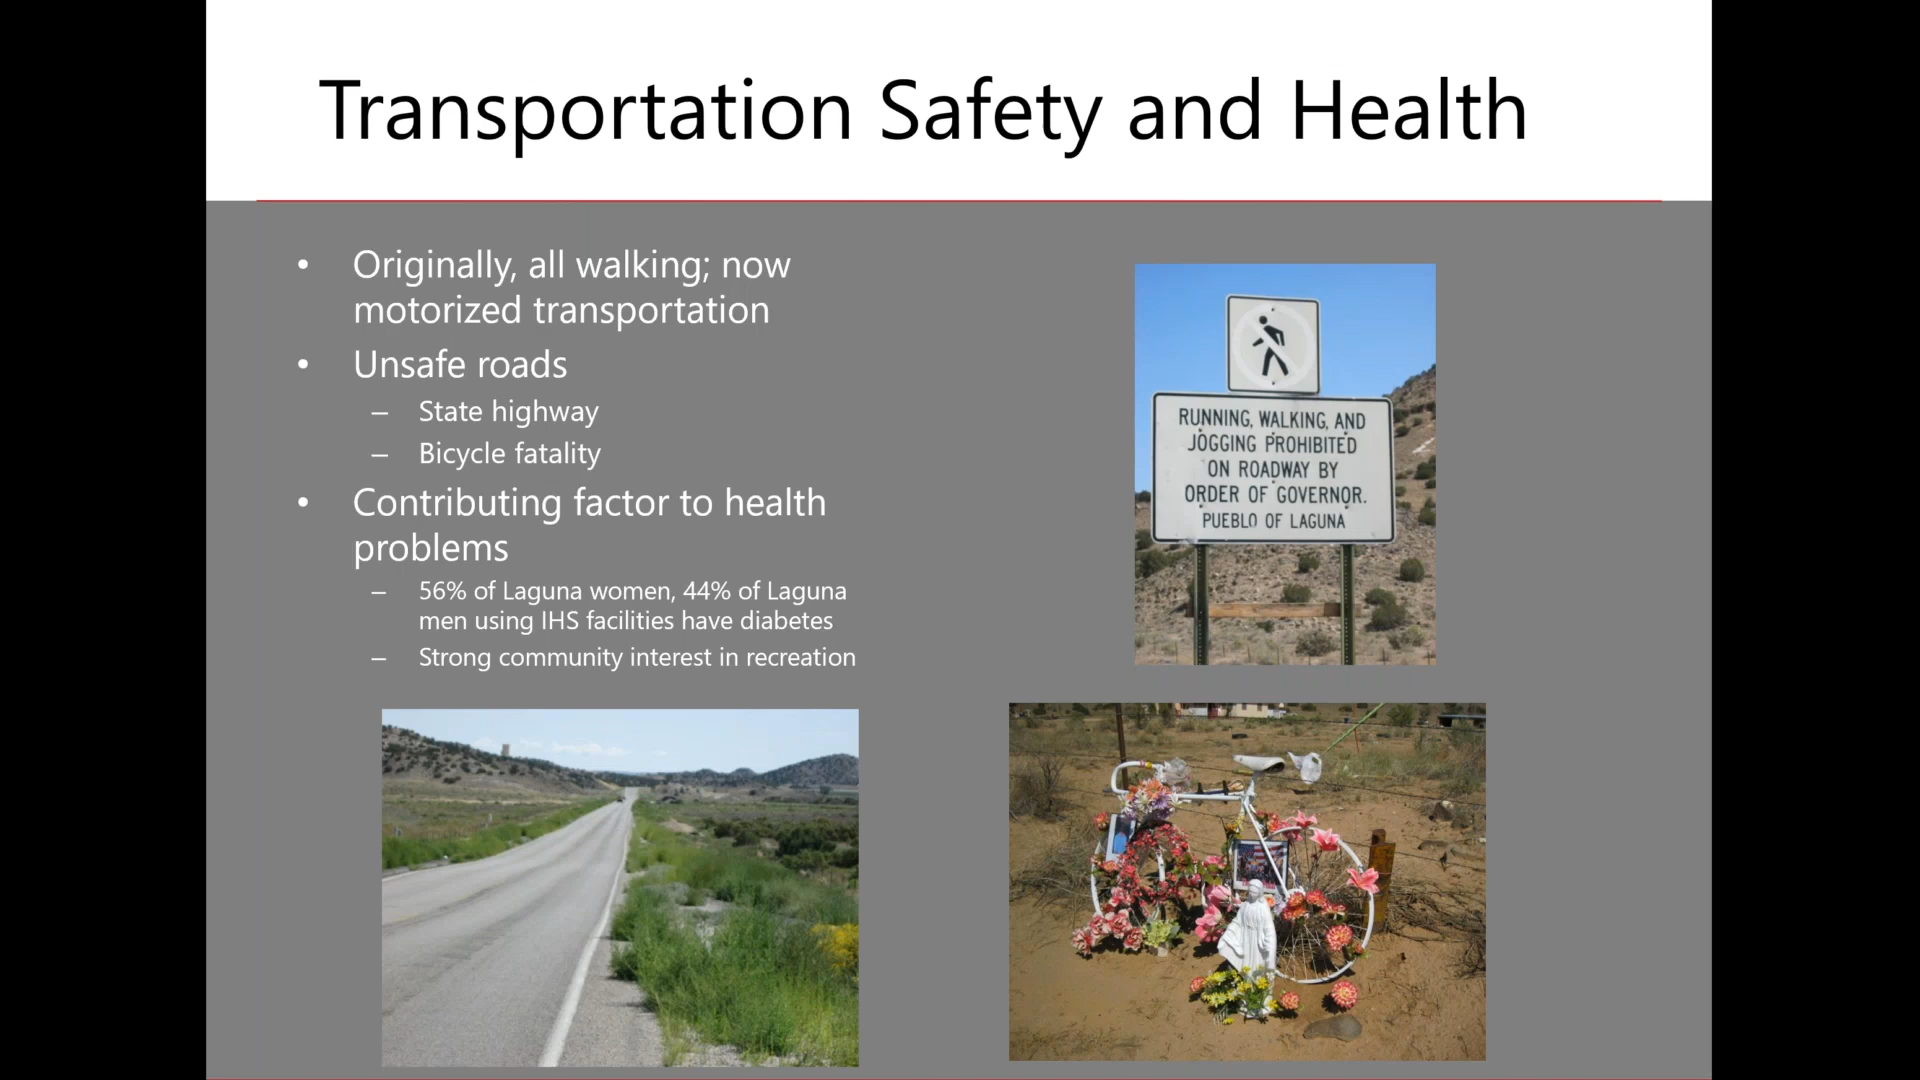 Transportation Safety and Health
• Originally, all walking; now
motorized transportation
• Unsafe roads
– State highway
– Bicycle fatality
• Contributing factor to health
problems
– 56% of Laguna women, 44% of Laguna
men using IHS facilities have diabetes
– Strong community interest in recreation
RUNNING, WALKING, AND
JOGGING PROHIBITED
ON ROADWAY BY
ORDER OF GOVERNOR.
PUEBLO OF LAGUNA